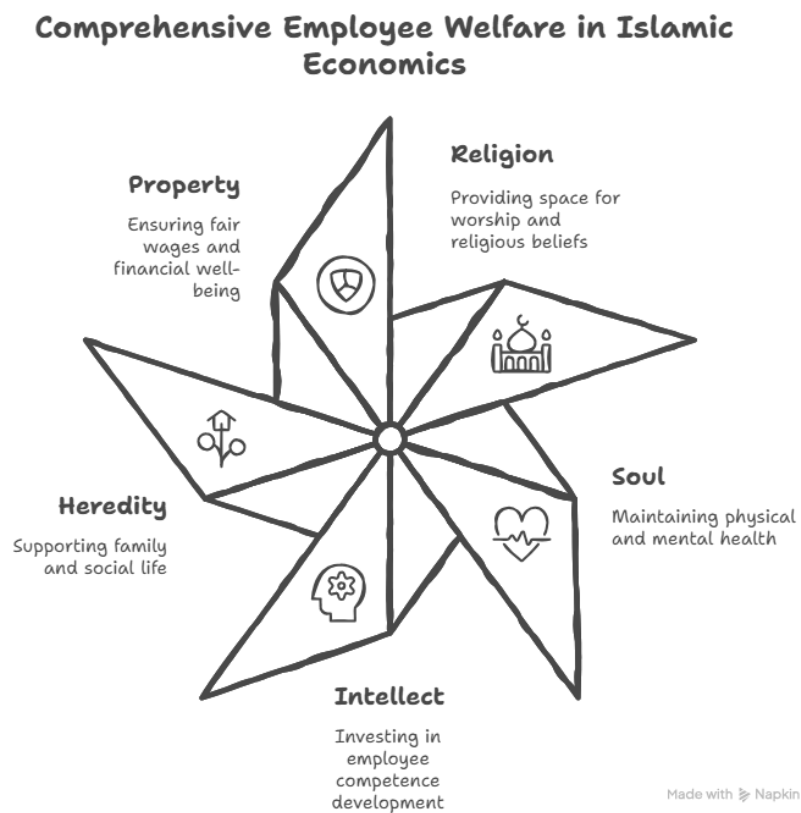 Comprehensive Employee Welfare in Islamic
Economics
Religion
Providing space for
worship and
religious beliefs
Property
Ensuring fair
wages and
financial well-
being
Soul
Maintaining physical
and mental health
Heredity
Supporting family
and social life
Intellect
Investing in
employee
competence
development
Made with Napkin